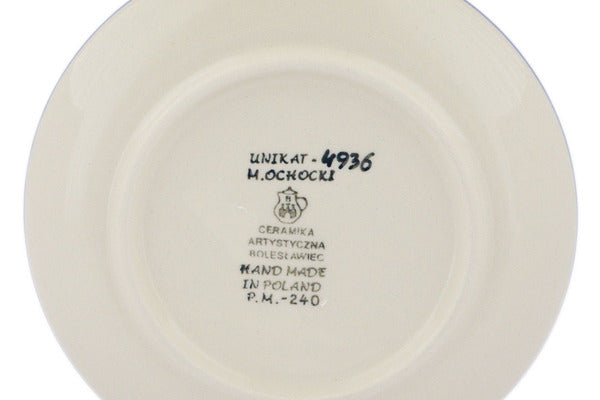 UNIKAT - 4936
M.OCHOCKI
B
CERAMIKA
ARTYSTYCZNA
BOLESŁAWIEC
HAND MADE
IN POLAND
P.M.-240